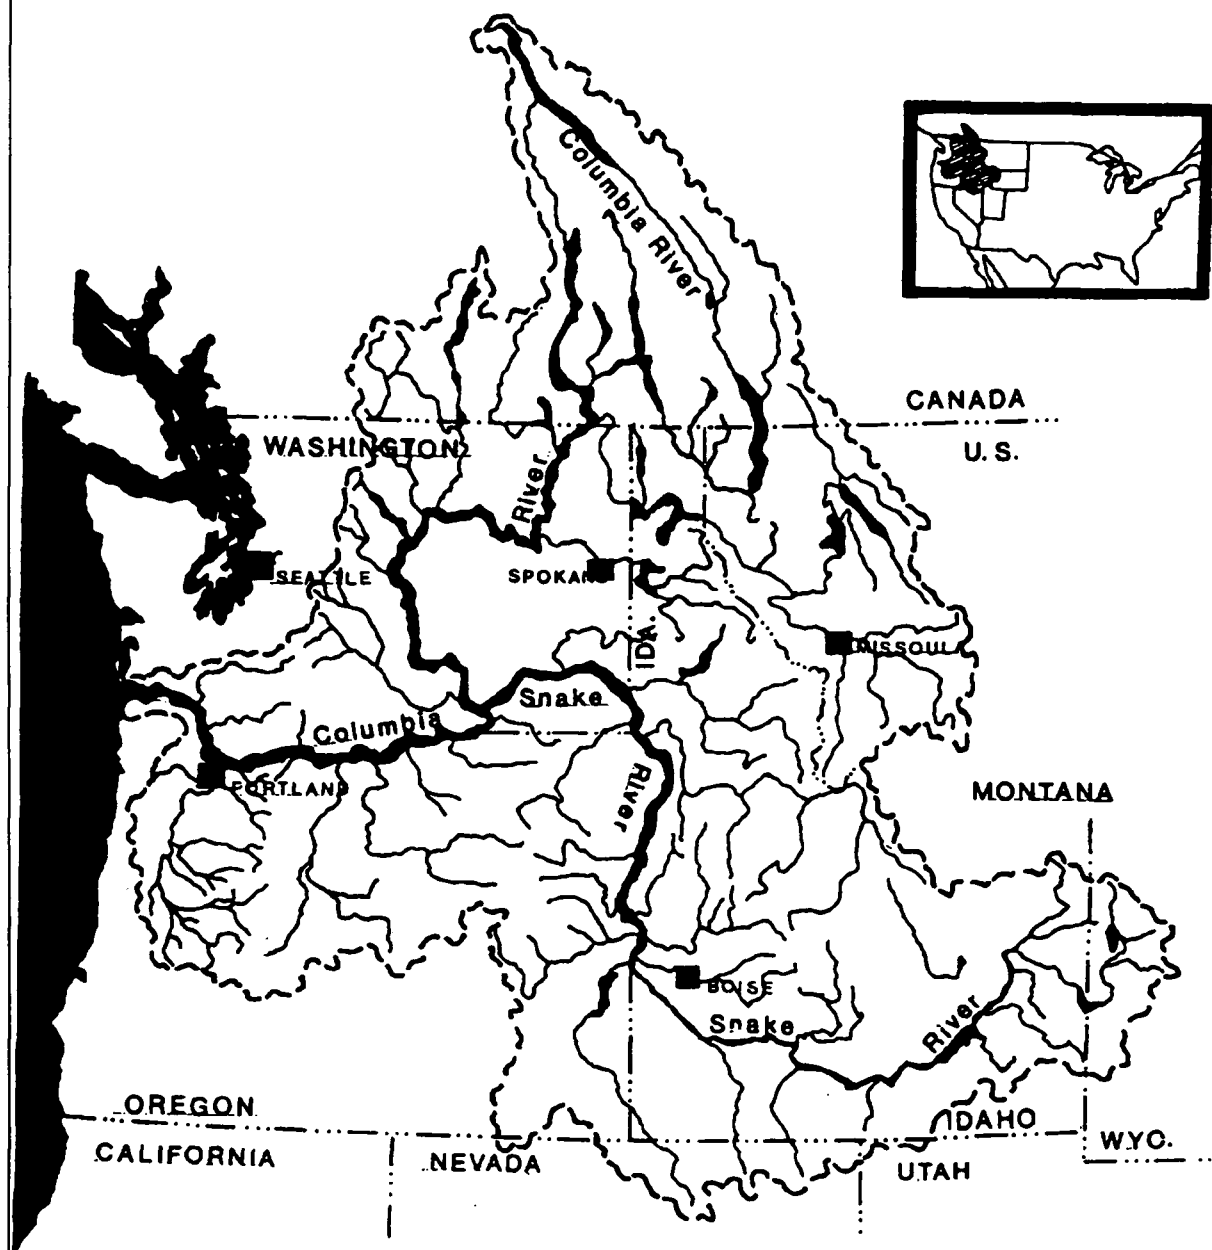 Columbia River
CANADA
WASHINGTON
U. S.
River
SEATTLE
SPOKANE
IDA.
MISSOULA
Snake
Columbia
River
PORTLAND
MONTANA
BOISE
Snake
River
OREGON
IDAHO
CALIFORNIA
NEVADA
UTAH
WYO.